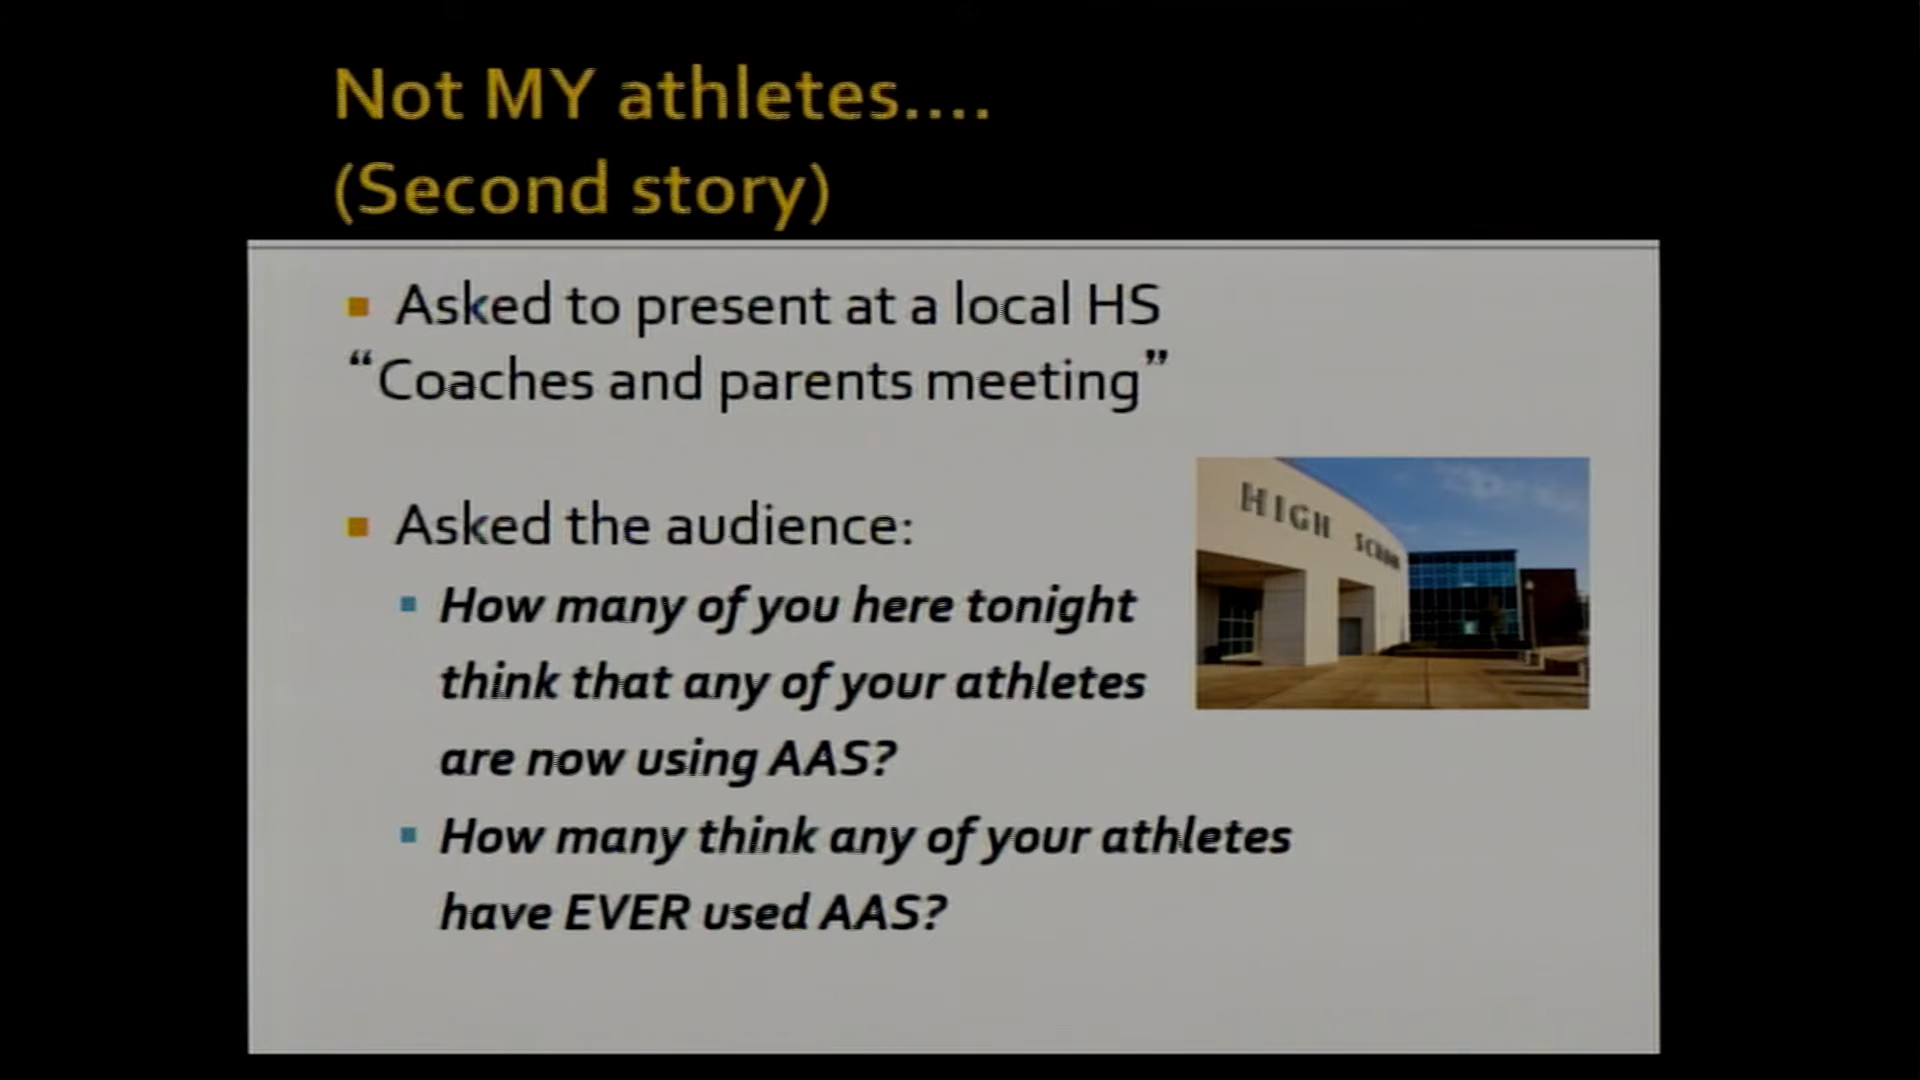 Not MY athletes....
(Second story)
Asked to present at a local HS
“Coaches and parents meeting”
Asked the audience:
How many of you here tonight
think that any of your athletes
are now using AAS?
How many think any of your athletes
have EVER used AAS?
HIGH SCHOOL